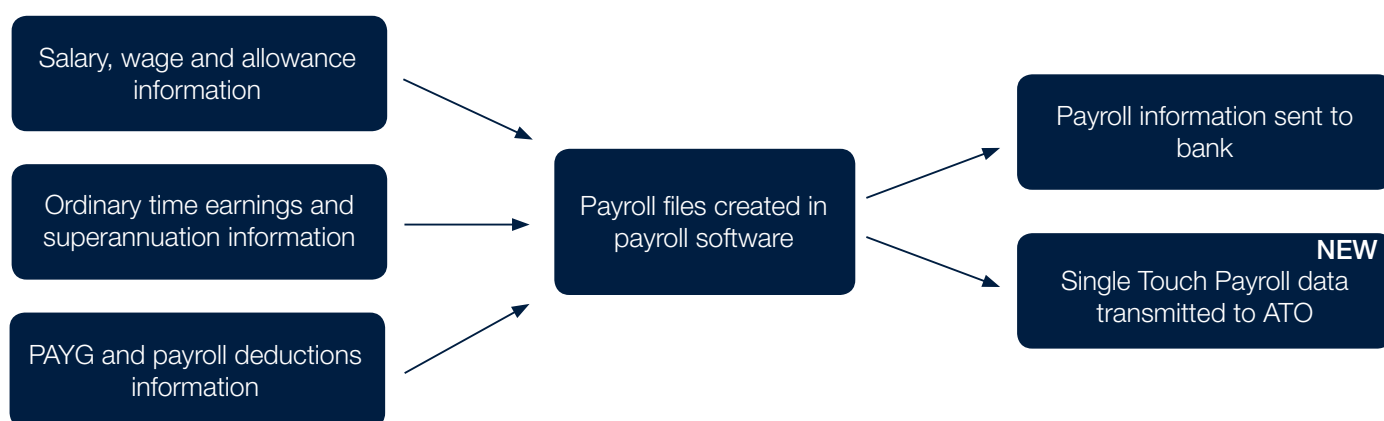 Salary, wage and allowance
information
Ordinary time earnings and
superannuation information
PAYG and payroll deductions
information
Payroll files created in
payroll software
Payroll information sent to
bank
NEW
Single Touch Payroll data
transmitted to ATO